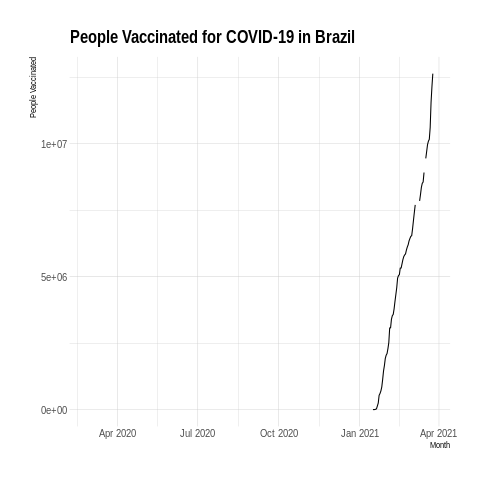 People Vaccinated for COVID-19 in Brazil
People Vaccinated
1e+07
5e+06
0e+00
Apr 2020 Jul 2020 Oct 2020 Jan 2021 Apr 2021
Month